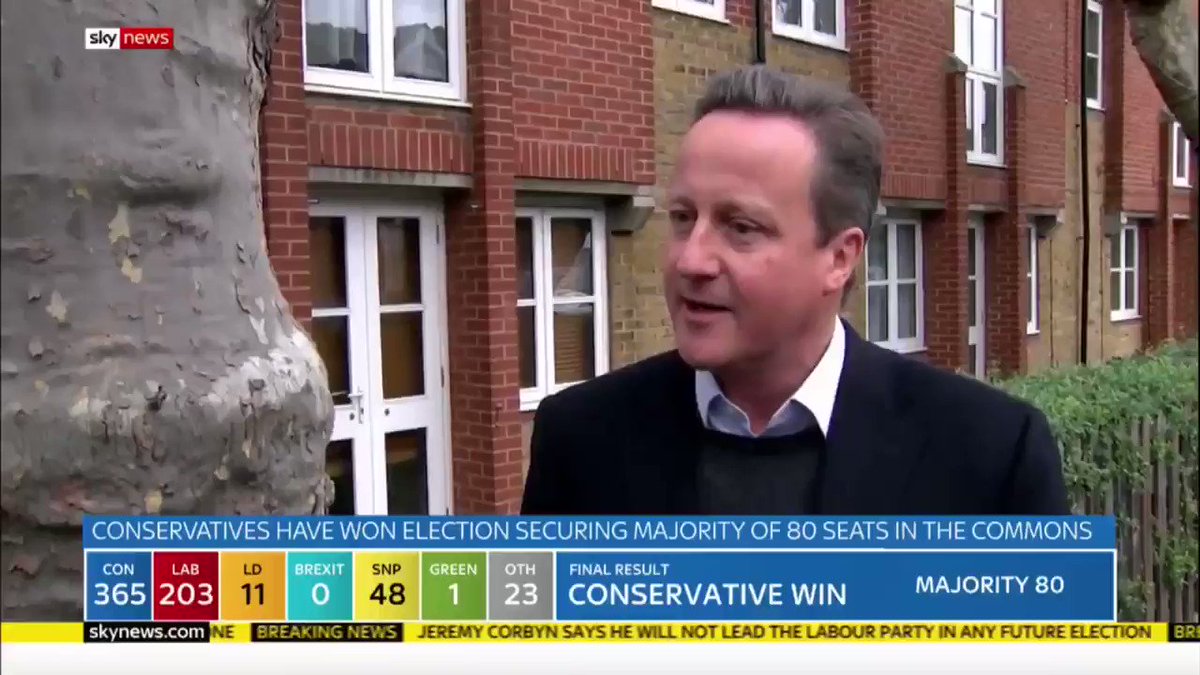 sky news
CONSERVATIVES HAVE WON ELECTION SECURING MAJORITY OF 80 SEATS IN THE COMMONS
CON LAB LD BREXIT SNP GREEN OTH
365 203 11 0 48 1 23
FINAL RESULT
CONSERVATIVE WIN
MAJORITY 80
skynews.com ONE BREAKING NEWS JEREMY CORBYN SAYS HE WILL NOT LEAD THE LABOUR PARTY IN ANY FUTURE ELECTION BR